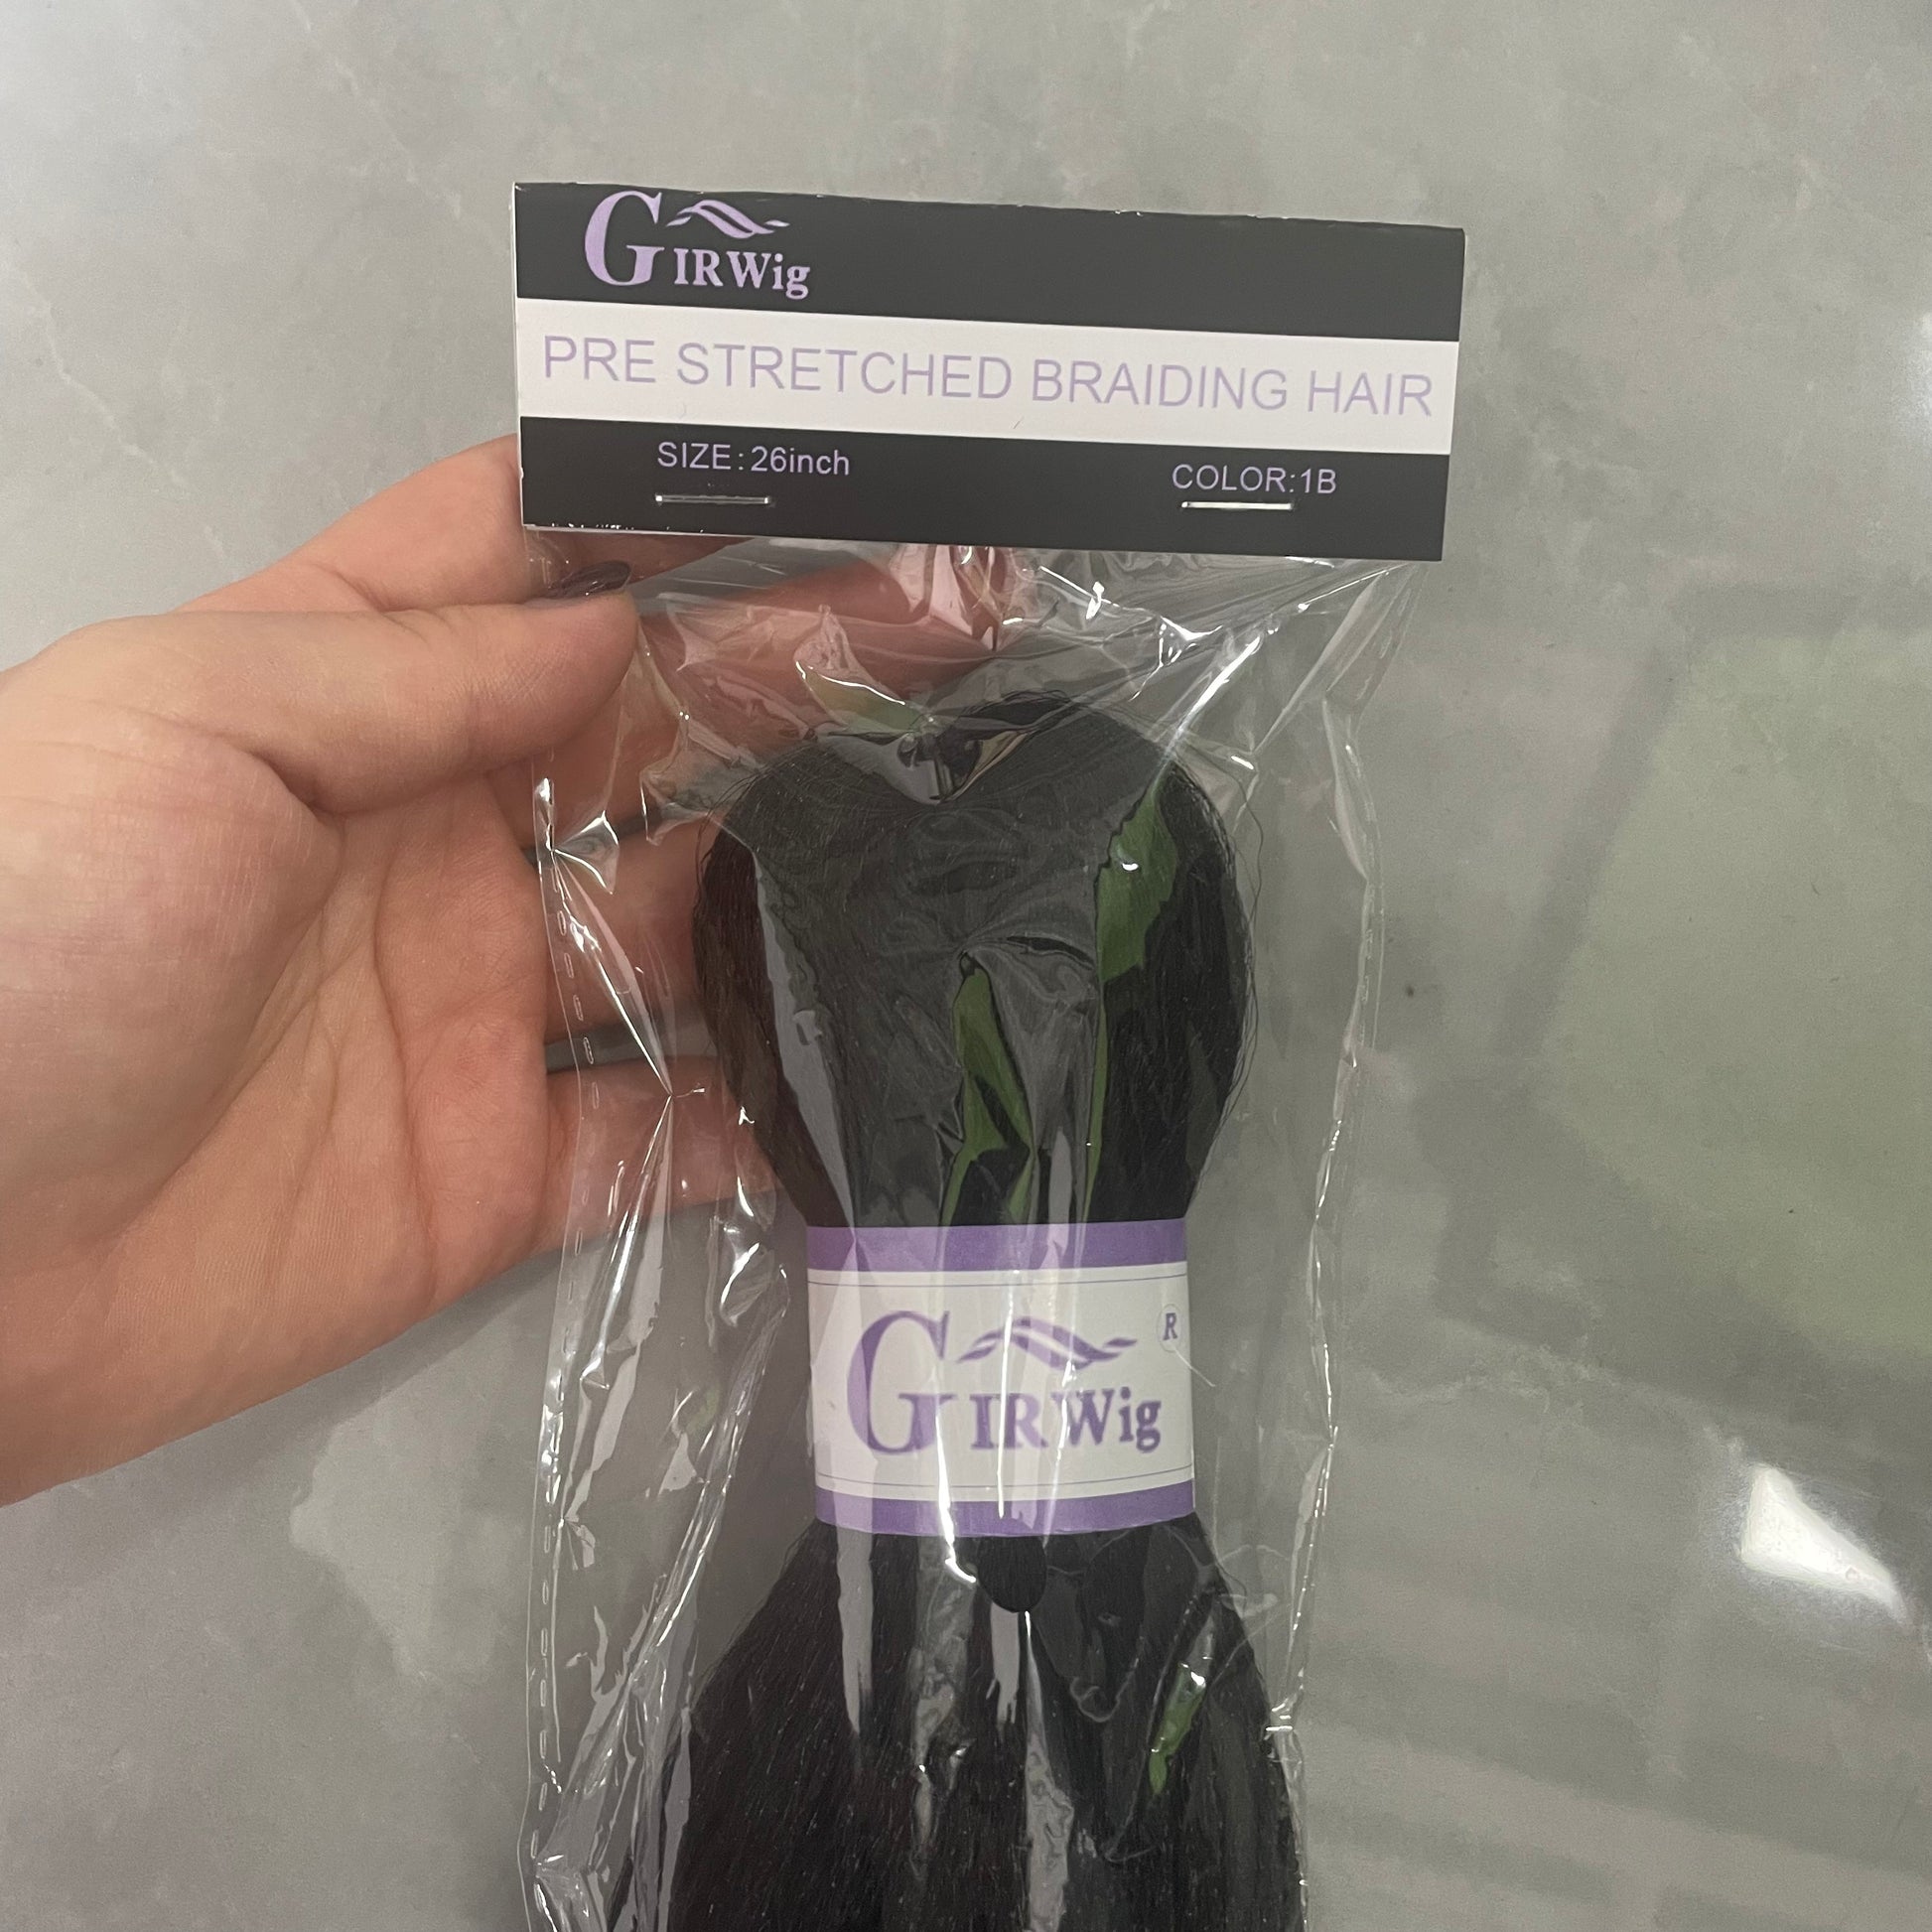 GIRWig
PRE STRETCHED BRAIDING HAIR
SIZE:26inch
COLOR:1B
GIRWig
R